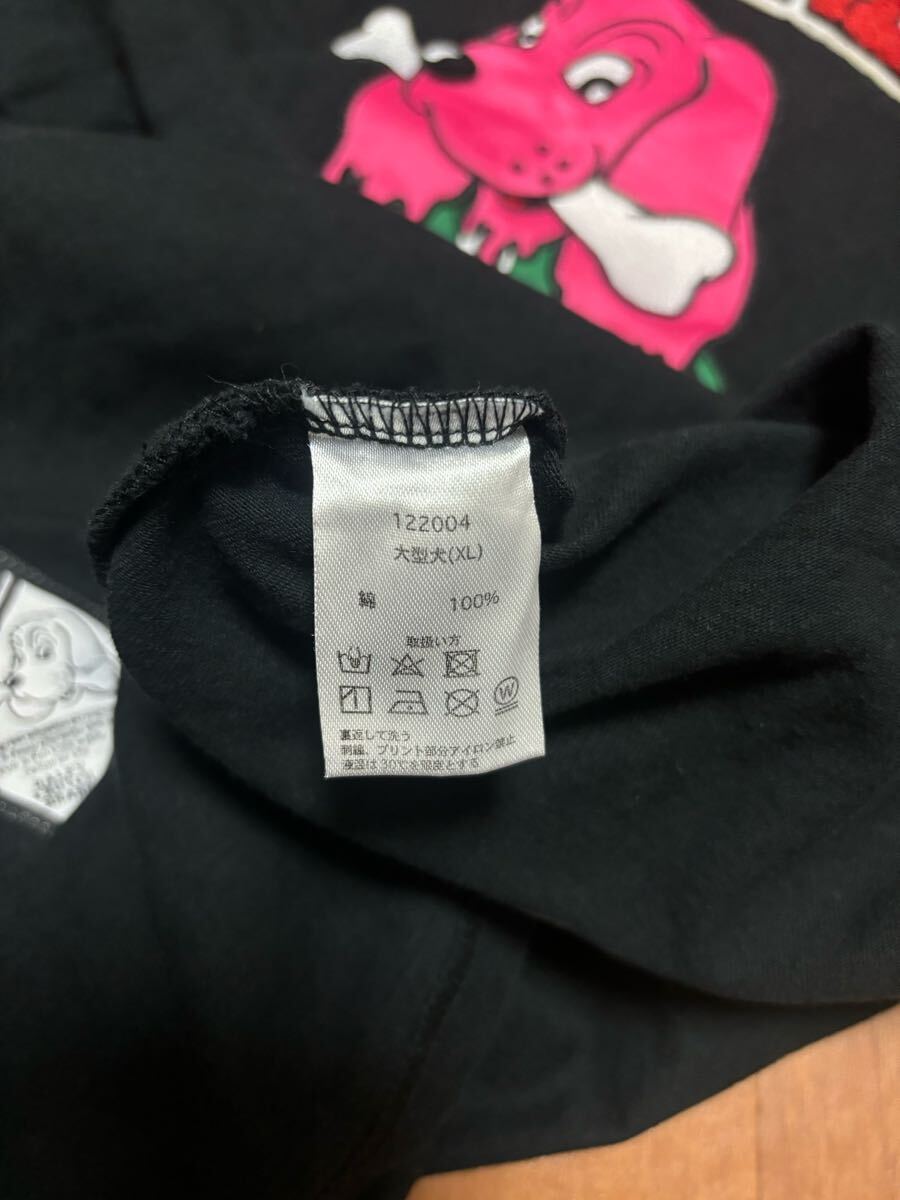 122004
大型犬(XL)
綿 100%
取扱い方
W
裏返して洗う
刺繍、プリント部分アイロン禁止
液温は30℃を限度とする